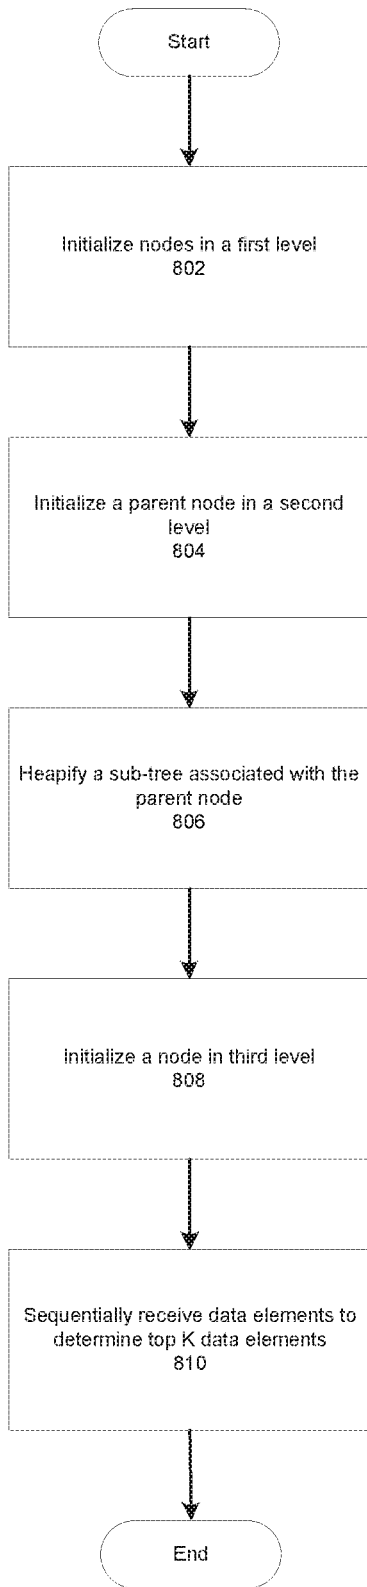 Start
Initialize nodes in a first level
802
Initialize a parent node in a second
level
804
Heapify a sub-tree associated with the
parent node
806
Initialize a node in third level
808
Sequentially receive data elements to
determine top K data elements
810
End